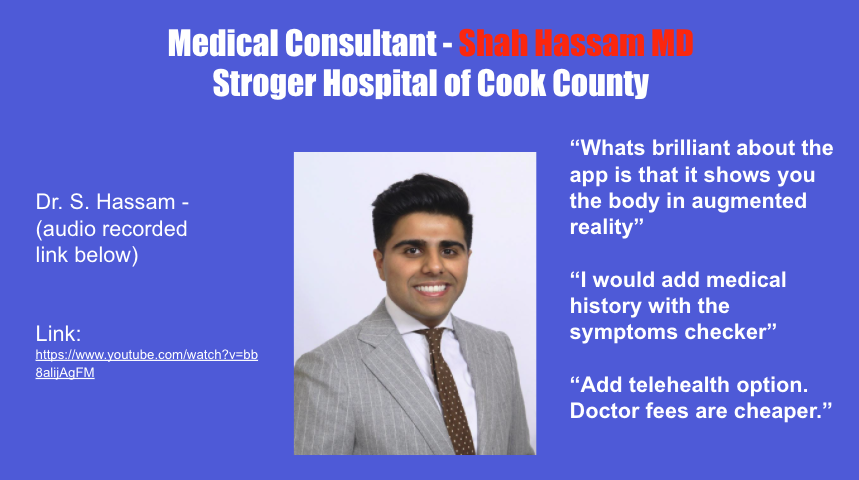 Medical Consultant - Shah Hassam MD
Stroger Hospital of Cook County
Dr. S. Hassam -
(audio recorded
link below)
Link:
https://www.youtube.com/watch?v=bb
8alijAgFM
“Whats brilliant about the
app is that it shows you
the body in augmented
reality”
“I would add medical
history with the
symptoms checker”
“Add telehealth option.
Doctor fees are cheaper.”